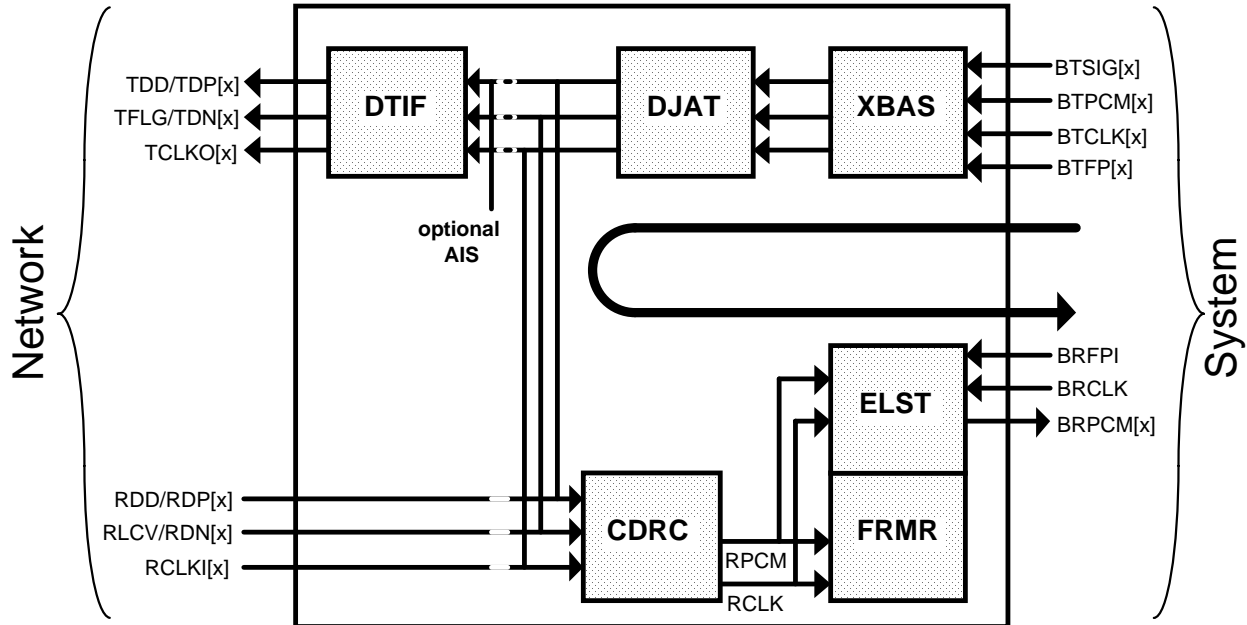 Network
System
TDD/TDP[x]
TFLG/TDN[x]
TCLKO[x]
DTIF
DJAT
XBAS
BTSIG[x]
BTPCM[x]
BTCLK[x]
BTFP[x]
optional
AIS
BRFPI
BRCLK
BRPCM[x]
ELST
RDD/RDP[x]
RLCV/RDN[x]
RCLKI[x]
CDRC
FRMR
RPCM
RCLK